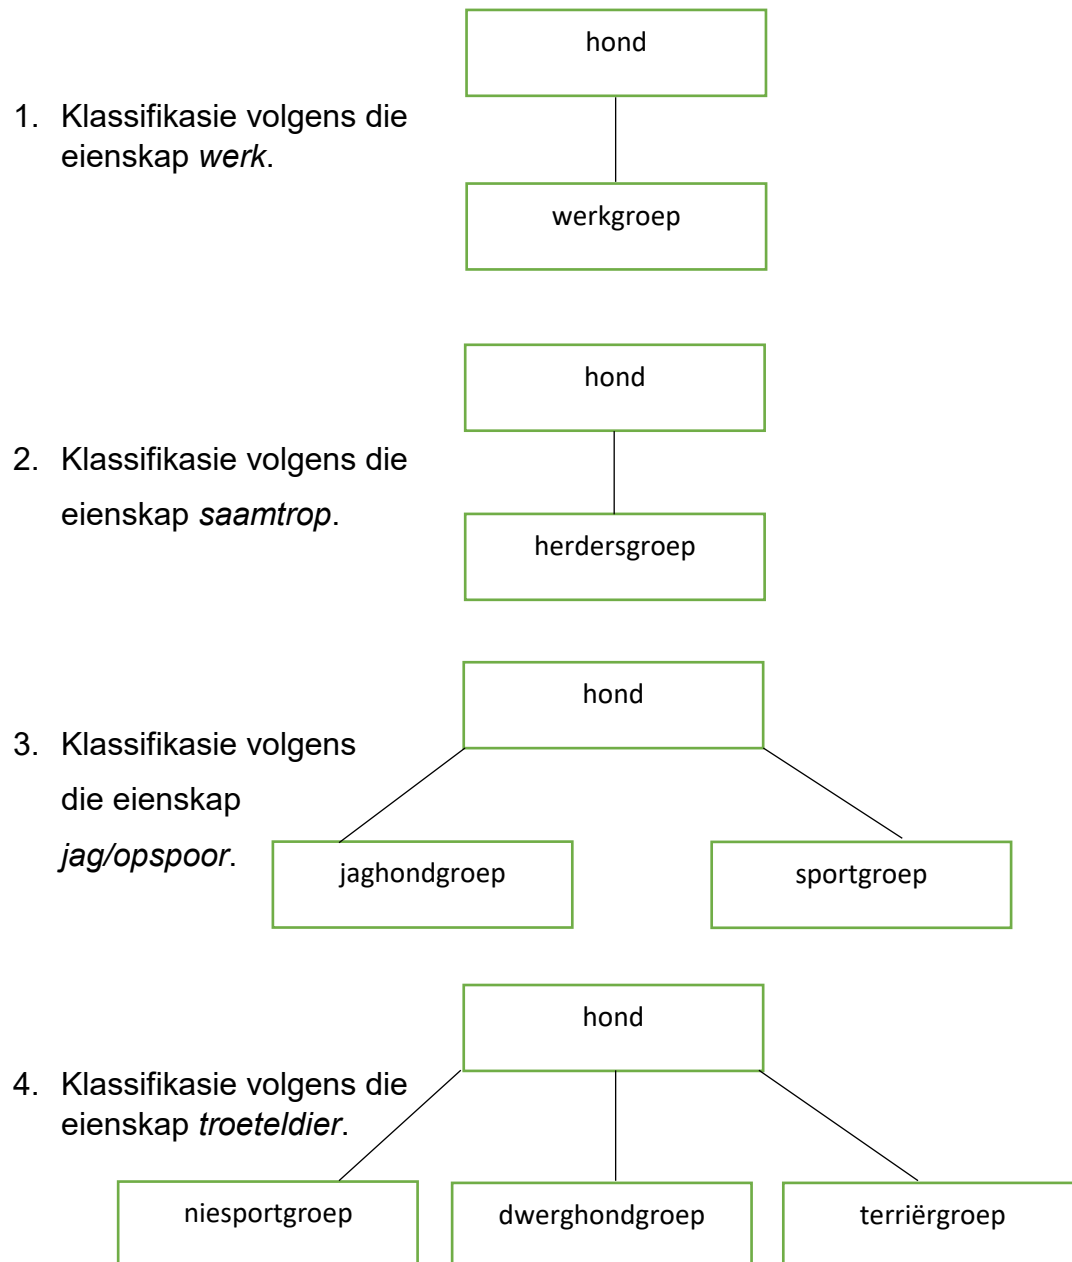 hond
1. Klassifikasie volgens die
eienskap werk.
werkgroep
hond
2. Klassifikasie volgens die
eienskap saamtrop.
herdersgroep
hond
3. Klassifikasie volgens
die eienskap
jag/opspoor.
jaghondgroep
sportgroep
hond
4. Klassifikasie volgens die
eienskap troeteldier.
niesportgroep
dwerghondgroep
terriërgroep